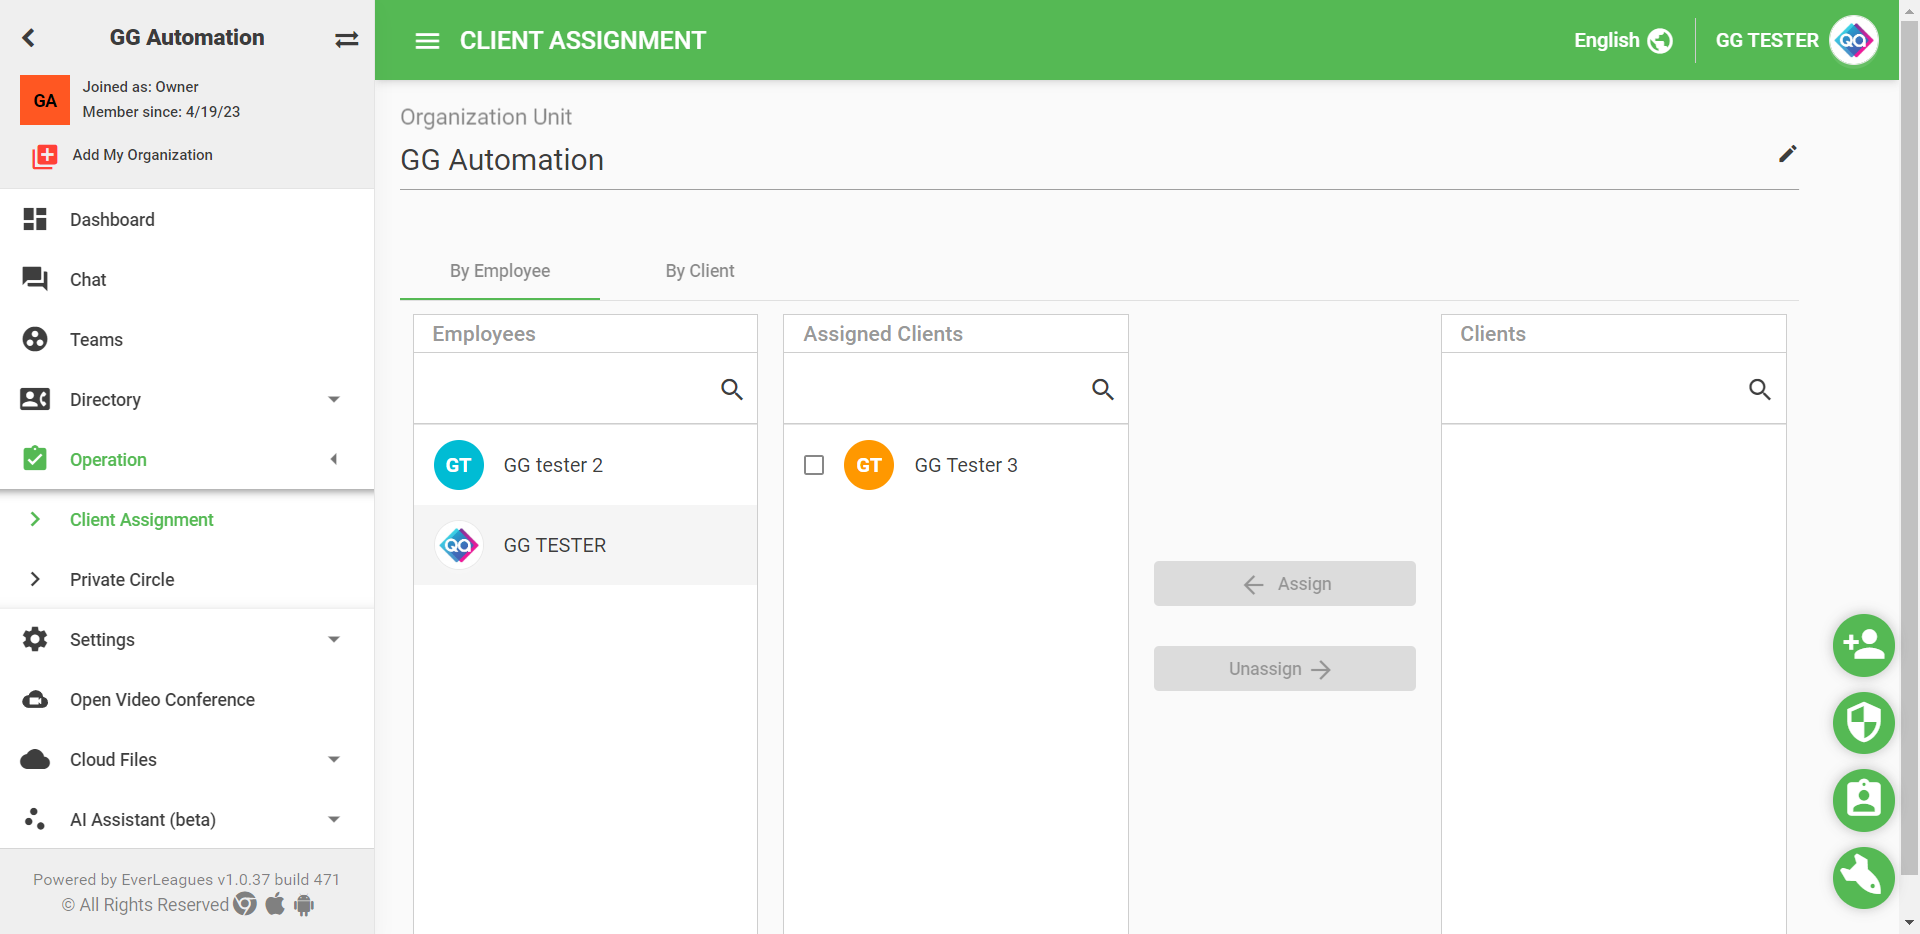 GG Automation
GA
Joined as: Owner
Member since: 4/19/23
Add My Organization
Dashboard
Chat
Teams
Directory
Operation
Client Assignment
Private Circle
Settings
Open Video Conference
Cloud Files
AI Assistant (beta)
Powered by EverLeagues v1.0.37 build 471
© All Rights Reserved
CLIENT ASSIGNMENT
English
GG TESTER
QA
Organization Unit
GG Automation
By Employee
By Client
Employees
GT
GG tester 2
QA
GG TESTER
Assigned Clients
GT
GG Tester 3
Assign
Unassign
Clients